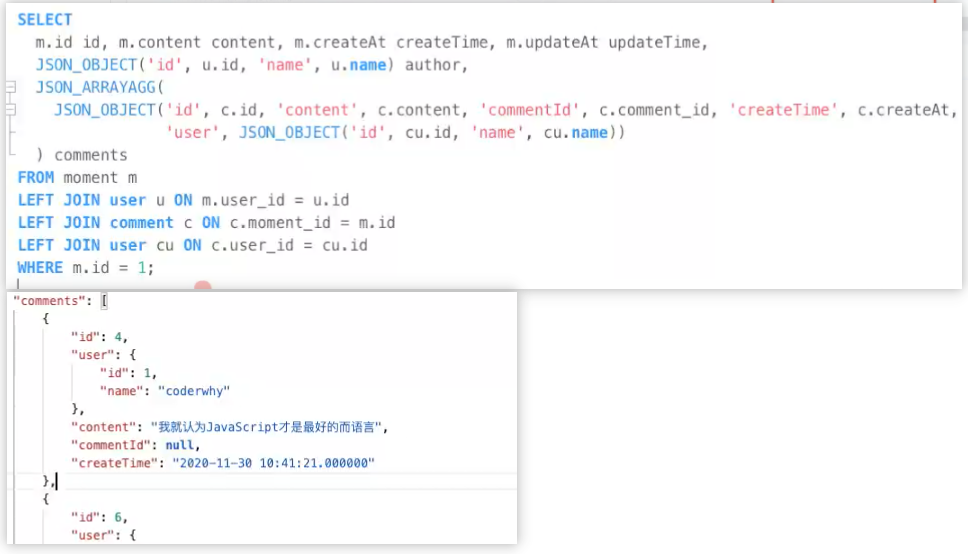 SELECT
m.id id, m.content content, m.createAt createTime, m.updateAt updateTime,
JSON_OBJECT('id', u.id, 'name', u.name) author,
JSON_ARRAYAGG(
JSON_OBJECT('id', c.id, 'content', c.content, 'commentId', c.comment_id, 'createTime', c.createAt,
'user', JSON_OBJECT('id', cu.id, 'name', cu.name))
) comments
FROM moment m
LEFT JOIN user u ON m.user_id = u.id
LEFT JOIN comment c ON c.moment_id = m.id
LEFT JOIN user cu ON c.user_id = cu.id
WHERE m.id = 1;
"comments": [
{
"id": 4,
"user": {
"id": 1,
"name": "coderwhy"
},
"content": "我就认为JavaScript才是最好的而语言",
"commentId": null,
"createTime": "2020-11-30 10:41:21.000000"
},
{
"id": 6,
"user": {